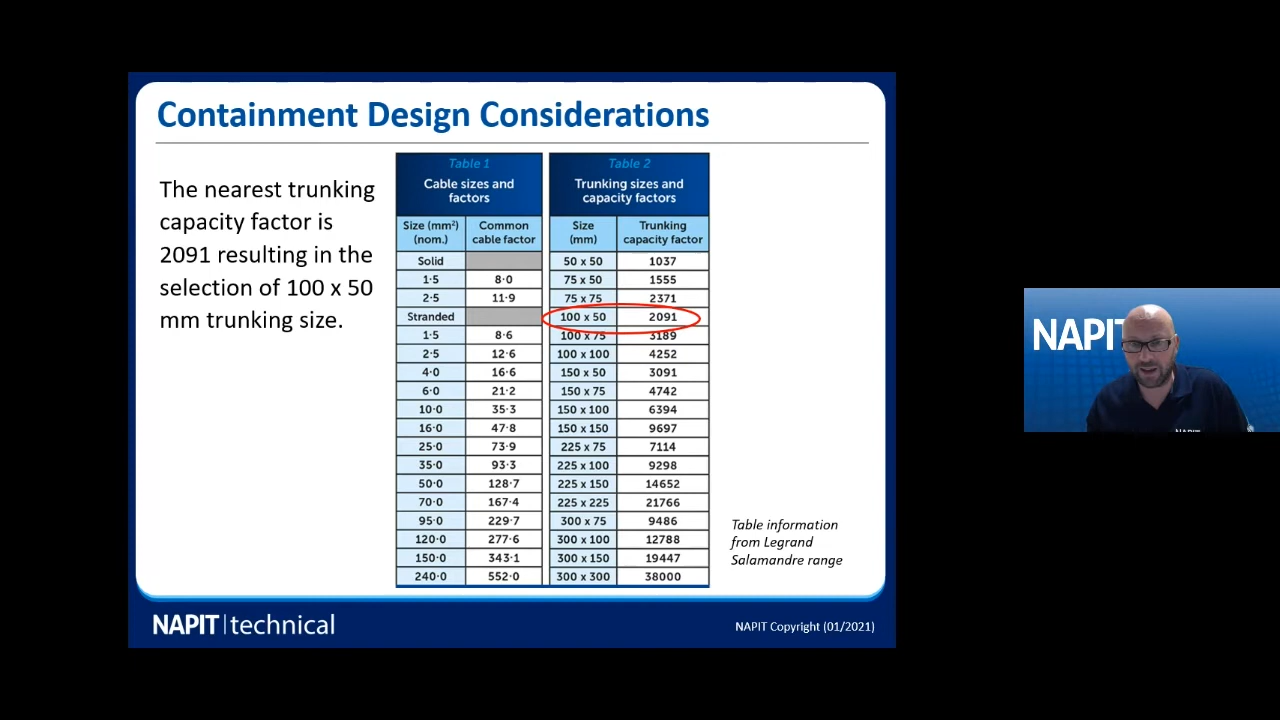 Containment Design Considerations
The nearest trunking
capacity factor is
2091 resulting in the
selection of 100 x 50
mm trunking size.
Table 1
Cable sizes and
factors
Size (mm²)
(nom.)
Common
cable factor
Solid
1·5 8·0
2·5 11·9
Stranded
1·5 8·6
2·5 12·6
4·0 16·6
6·0 21·2
10·0 35·3
16·0 47·8
25·0 73·9
35·0 93·3
50·0 128·7
70·0 167·4
95·0 229·7
120·0 277·6
150·0 343·1
240·0 552·0
Table 2
Trunking sizes and
capacity factors
Size
(mm)
Trunking
capacity factor
50 x 50 1037
75 x 50 1555
75 x 75 2371
100 x 50 2091
100 x 75 3189
100 x 100 4252
150 x 50 3091
150 x 75 4742
150 x 100 6394
150 x 150 9697
225 x 75 7114
225 x 100 9298
225 x 150 14652
225 x 225 21766
300 x 75 9486
300 x 100 12788
300 x 150 19447
300 x 300 38000
Table information
from Legrand
Salamandre range
NAPIT technical
NAPIT Copyright (01/2021)
NAPIT
NAPIT